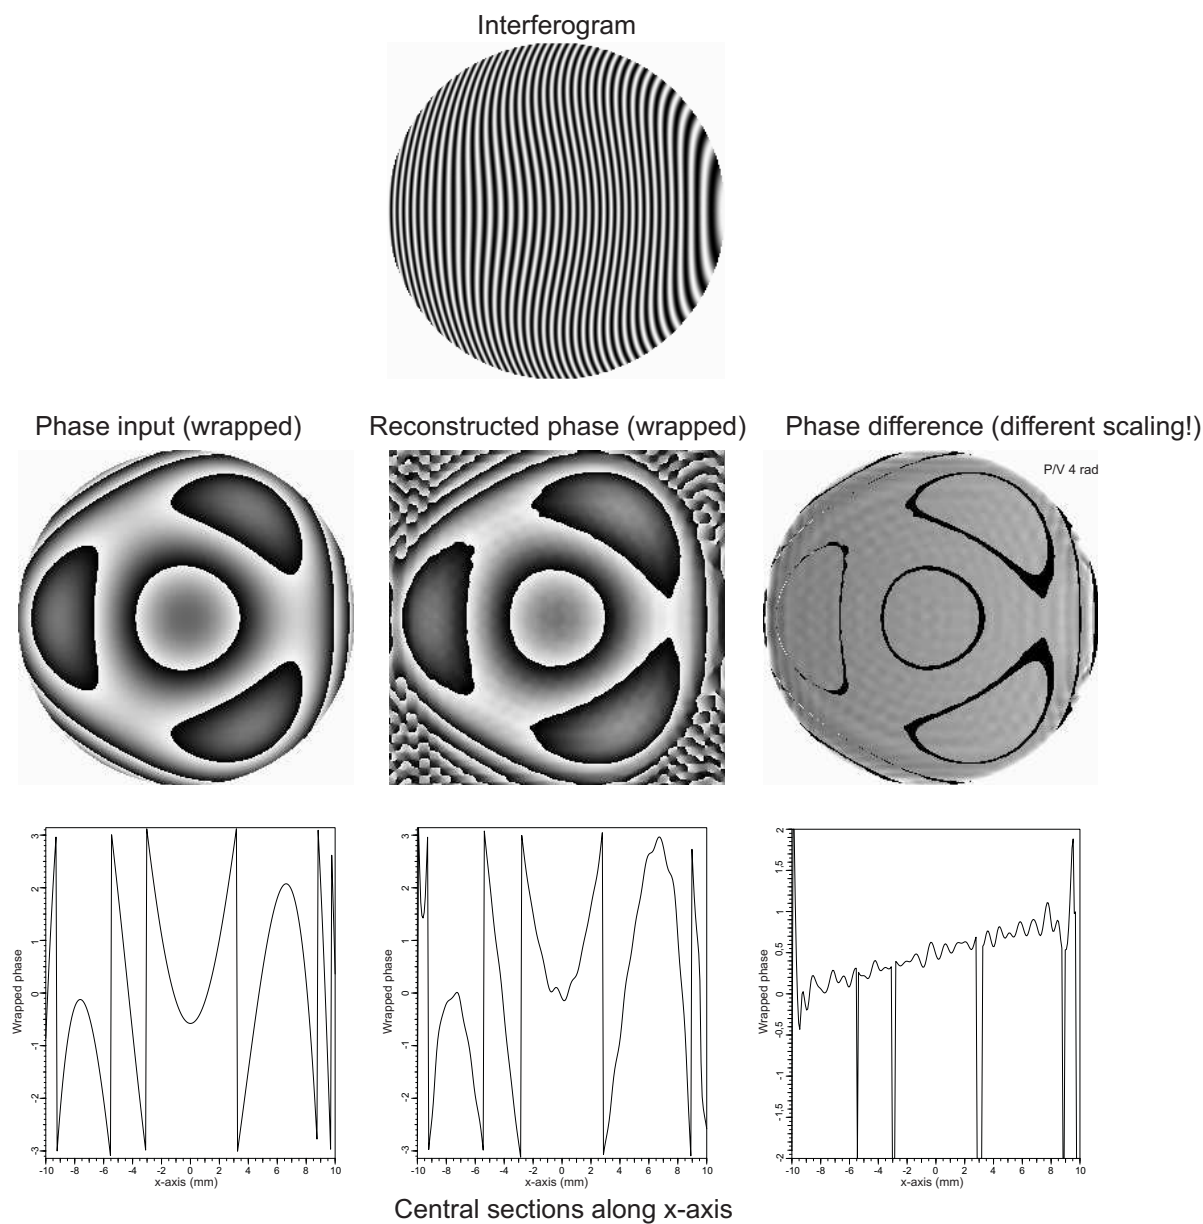 Interferogram
Phase input (wrapped)
Reconstructed phase (wrapped)
Phase difference (different scaling!)
P/V 4 rad
Wrapped phase
3
2
1
0
-1
-2
-3
-10 -8 -6 -4 -2 0 2 4 6 8 10
x-axis (mm)
Wrapped phase
3
2
1
0
-1
-2
-3
-10 -8 -6 -4 -2 0 2 4 6 8 10
x-axis (mm)
Wrapped phase
2
1.5
1
0.5
0
-0.5
-1
-1.5
-2
-10 -8 -6 -4 -2 0 2 4 6 8 10
x-axis (mm)
Central sections along x-axis